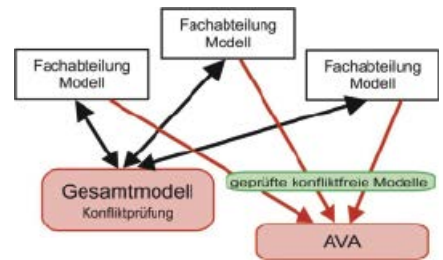 Fachabteilung
Modell
Fachabteilung
Modell
Fachabteilung
Modell
geprüfte konfliktfreie Modelle
Gesamtmodell
Konfliktprüfung
AVA